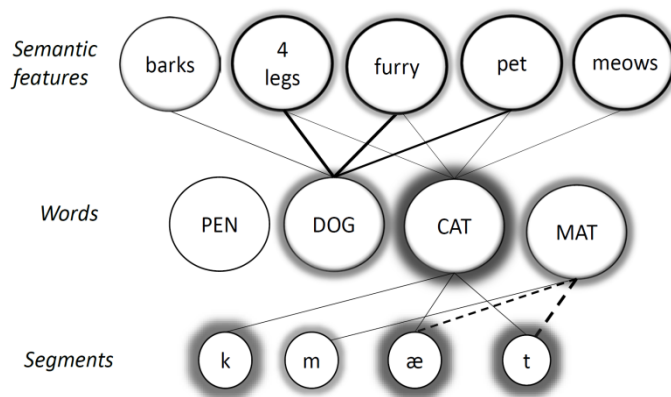 Semantic
features
barks
4
legs
furry
pet
meows
Words
PEN
DOG
CAT
MAT
Segments
k
m
æ
t